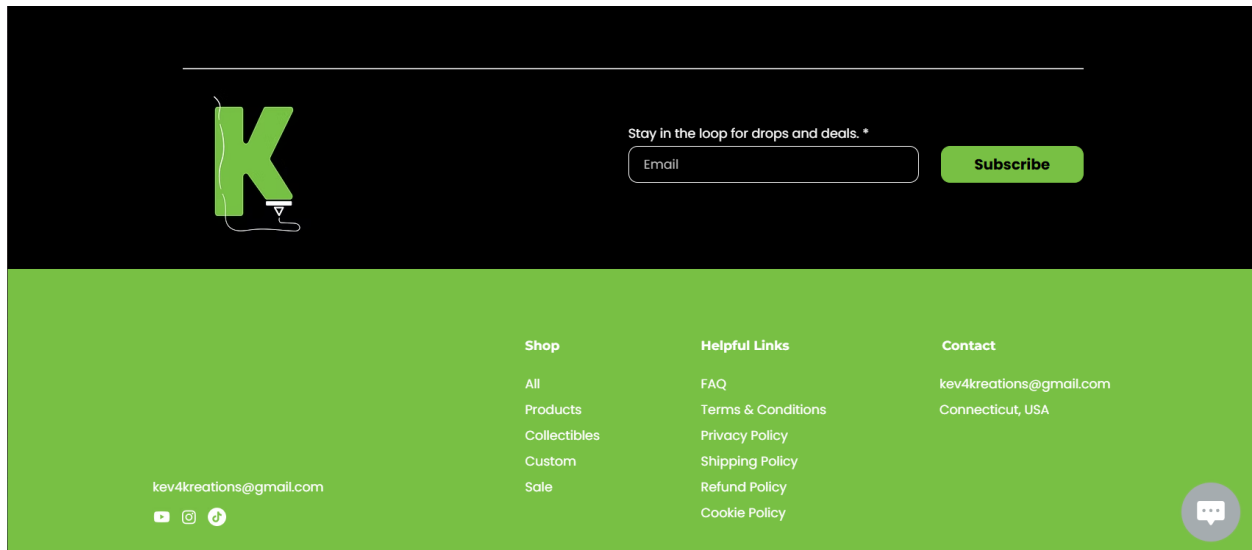 K
Stay in the loop for drops and deals. *
Email
Subscribe
kev4kreations@gmail.com
Shop
All
Products
Collectibles
Custom
Sale
Helpful Links
FAQ
Terms & Conditions
Privacy Policy
Shipping Policy
Refund Policy
Cookie Policy
Contact
kev4kreations@gmail.com
Connecticut, USA